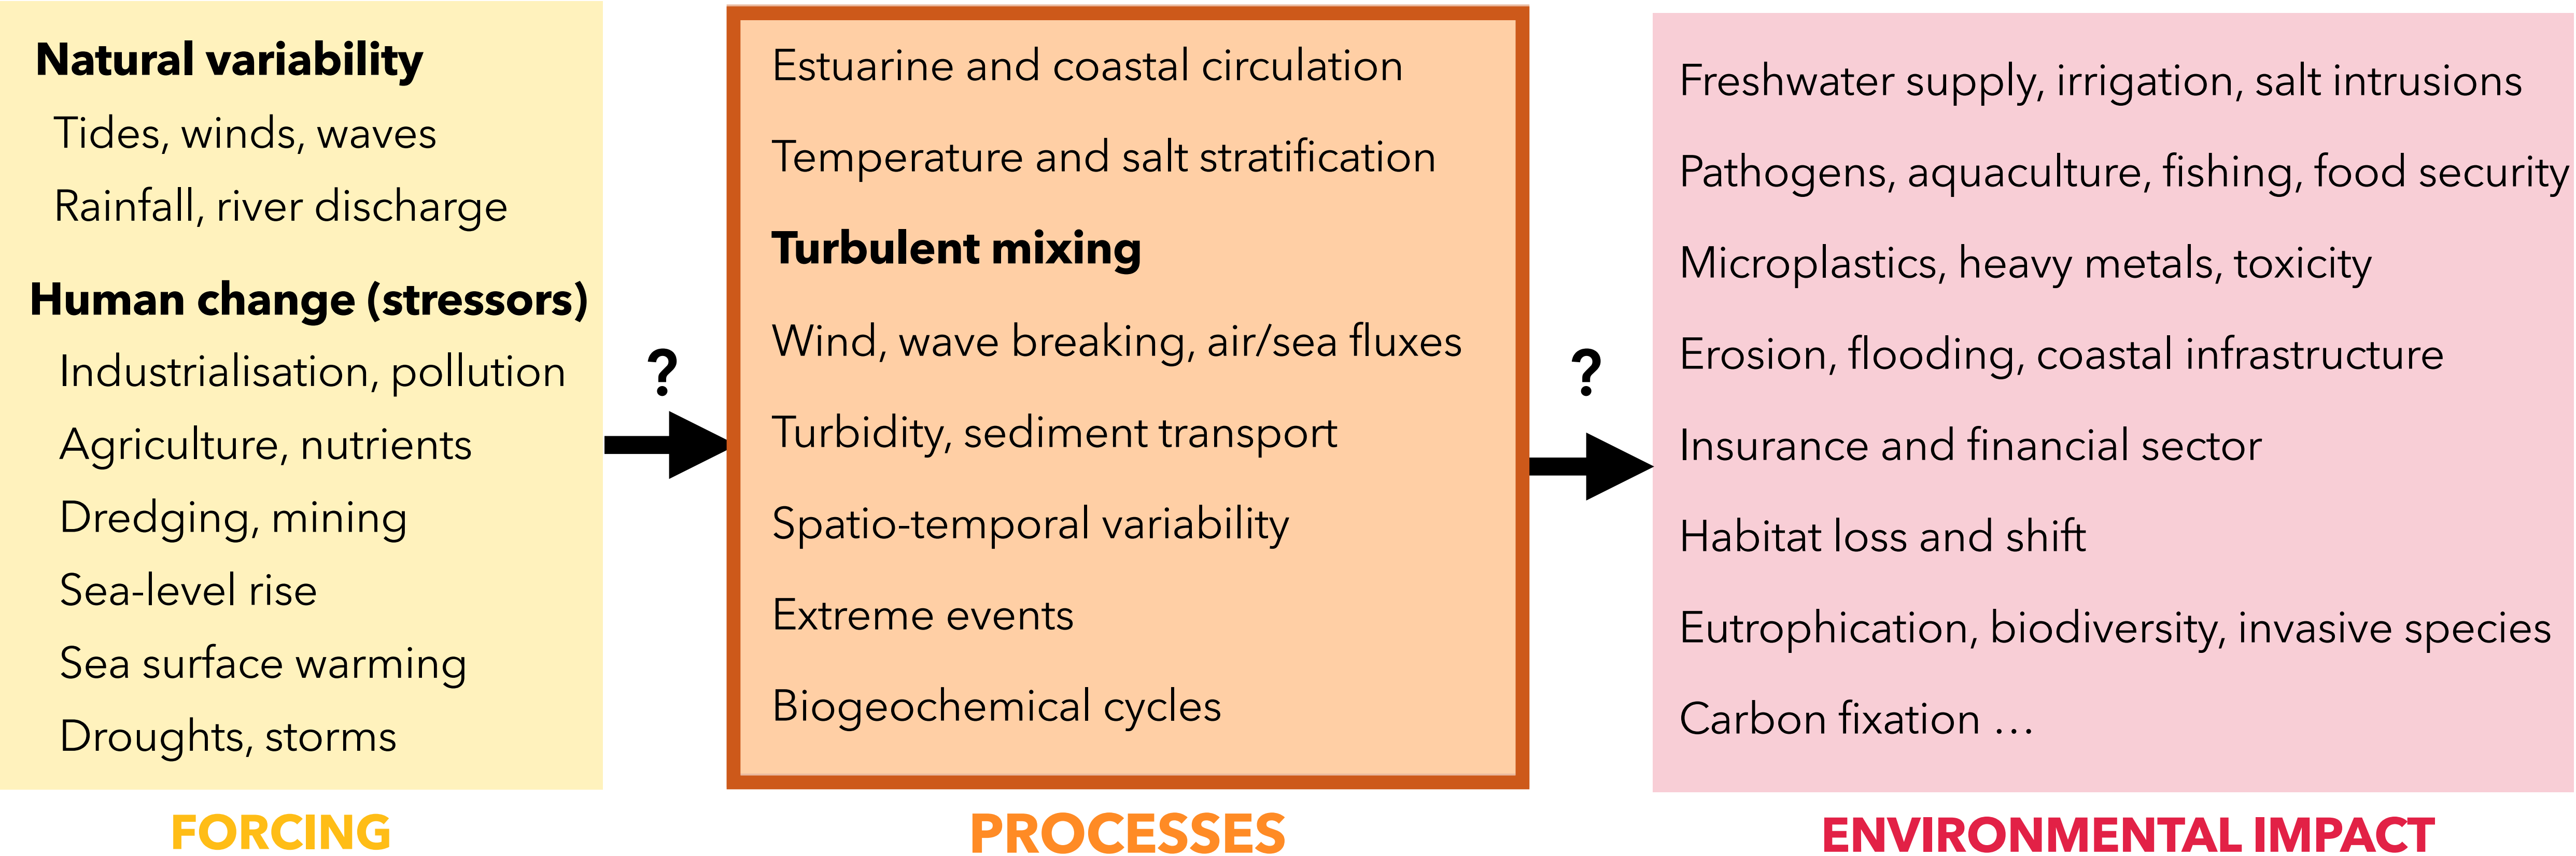 Natural variability
Tides, winds, waves
Rainfall, river discharge
Human change (stressors)
Industrialisation, pollution
Agriculture, nutrients
Dredging, mining
Sea-level rise
Sea surface warming
Droughts, storms
FORCING
?
Estuarine and coastal circulation
Temperature and salt stratification
Turbulent mixing
Wind, wave breaking, air/sea fluxes
Turbidity, sediment transport
Spatio-temporal variability
Extreme events
Biogeochemical cycles
PROCESSES
?
Freshwater supply, irrigation, salt intrusions
Pathogens, aquaculture, fishing, food security
Microplastics, heavy metals, toxicity
Erosion, flooding, coastal infrastructure
Insurance and financial sector
Habitat loss and shift
Eutrophication, biodiversity, invasive species
Carbon fixation …
ENVIRONMENTAL IMPACT